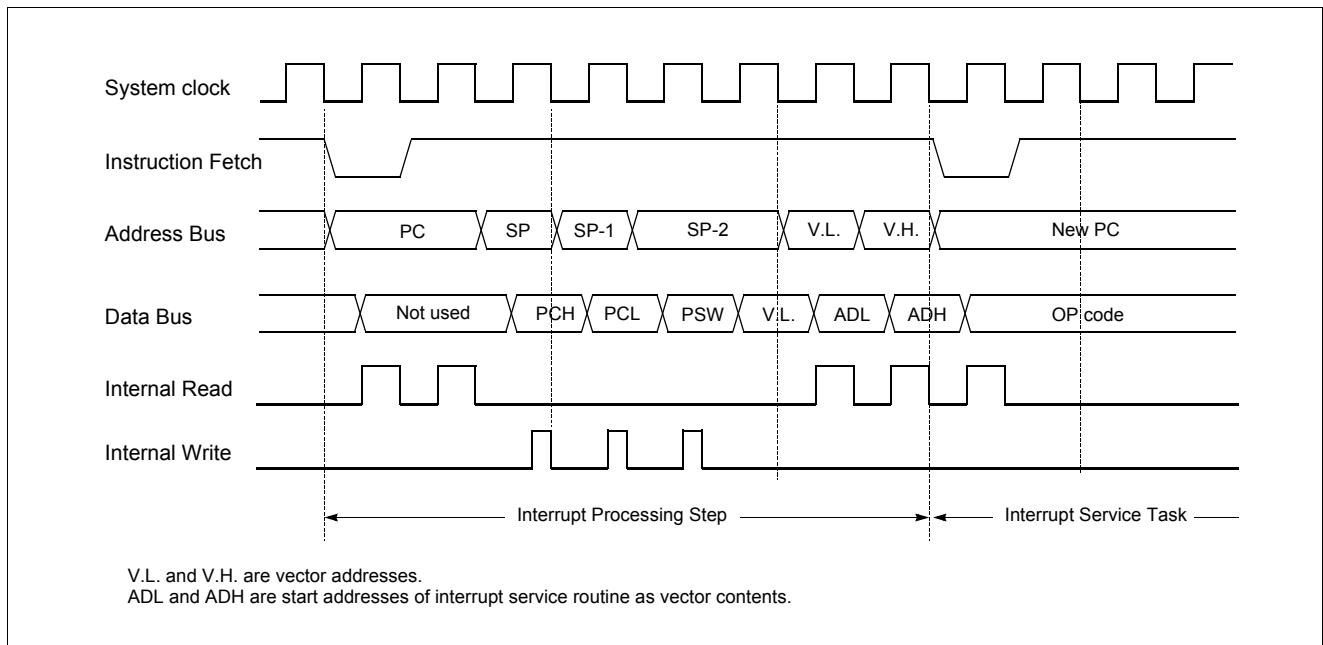 System clock
Instruction Fetch
Address Bus PC SP SP-1 SP-2 V.L. V.H. New PC
Data Bus Not used PCH PCL PSW V.L. ADL ADH OP code
Internal Read
Internal Write
Interrupt Processing Step Interrupt Service Task
V.L. and V.H. are vector addresses.
ADL and ADH are start addresses of interrupt service routine as vector contents.